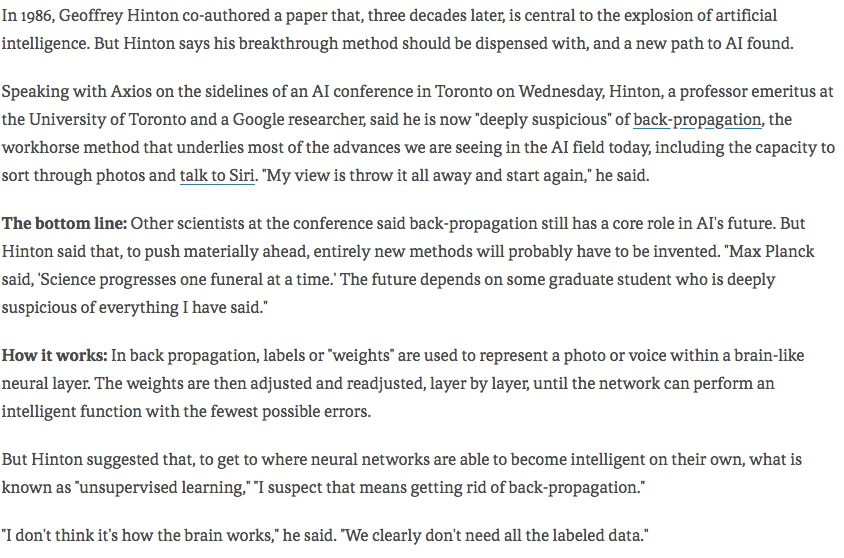 In 1986, Geoffrey Hinton co-authored a paper that, three decades later, is central to the explosion of artificial
intelligence. But Hinton says his breakthrough method should be dispensed with, and a new path to AI found.
Speaking with Axios on the sidelines of an AI conference in Toronto on Wednesday, Hinton, a professor emeritus at
the University of Toronto and a Google researcher, said he is now "deeply suspicious" of back-propagation, the
workhorse method that underlies most of the advances we are seeing in the AI field today, including the capacity to
sort through photos and talk to Siri. "My view is throw it all away and start again," he said.
The bottom line: Other scientists at the conference said back-propagation still has a core role in AI's future. But
Hinton said that, to push materially ahead, entirely new methods will probably have to be invented. "Max Planck
said, 'Science progresses one funeral at a time.' The future depends on some graduate student who is deeply
suspicious of everything I have said."
How it works: In back propagation, labels or "weights" are used to represent a photo or voice within a brain-like
neural layer. The weights are then adjusted and readjusted, layer by layer, until the network can perform an
intelligent function with the fewest possible errors.
But Hinton suggested that, to get to where neural networks are able to become intelligent on their own, what is
known as "unsupervised learning," "I suspect that means getting rid of back-propagation."
"I don't think it's how the brain works," he said. "We clearly don't need all the labeled data."